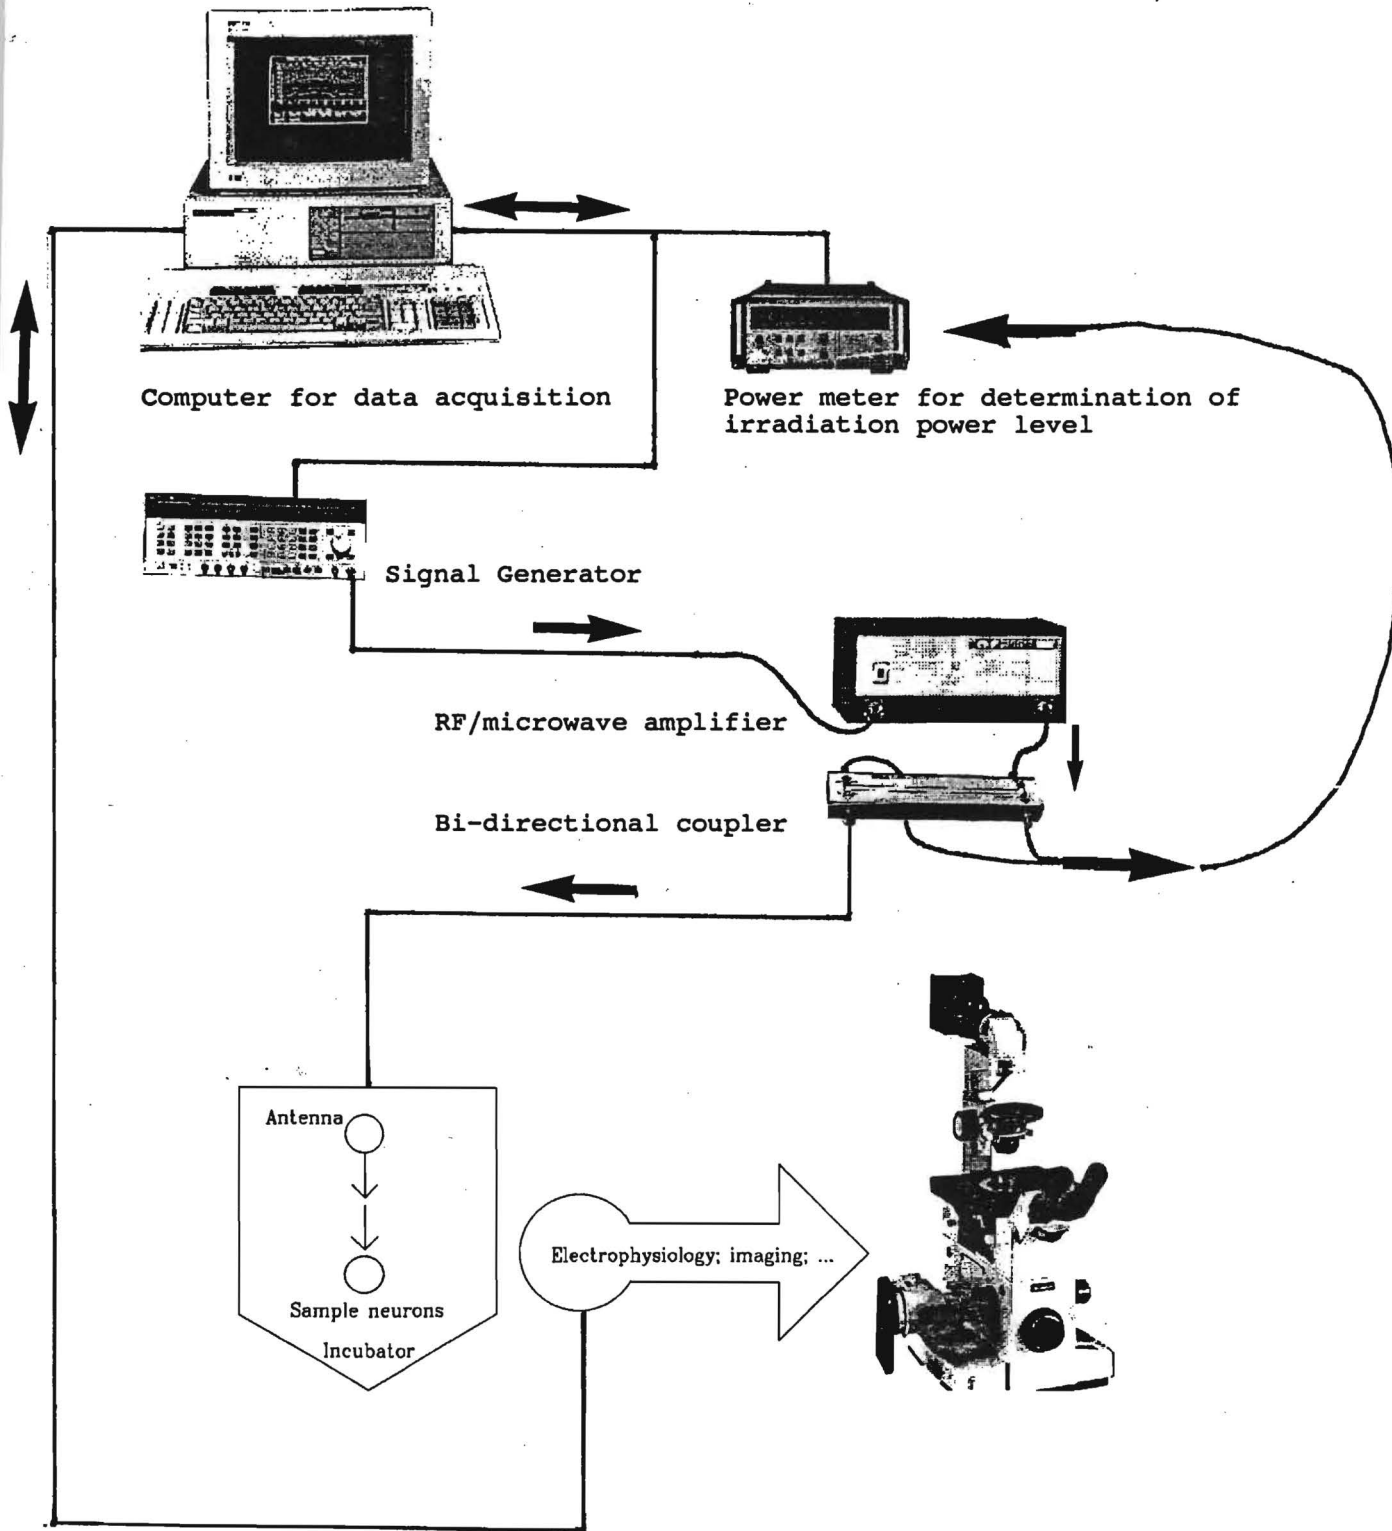 Computer for data acquisition
Power meter for determination of
irradiation power level
Signal Generator
RF/microwave amplifier
Bi-directional coupler
Antenna
Sample neurons
Incubator
Electrophysiology; imaging; ...